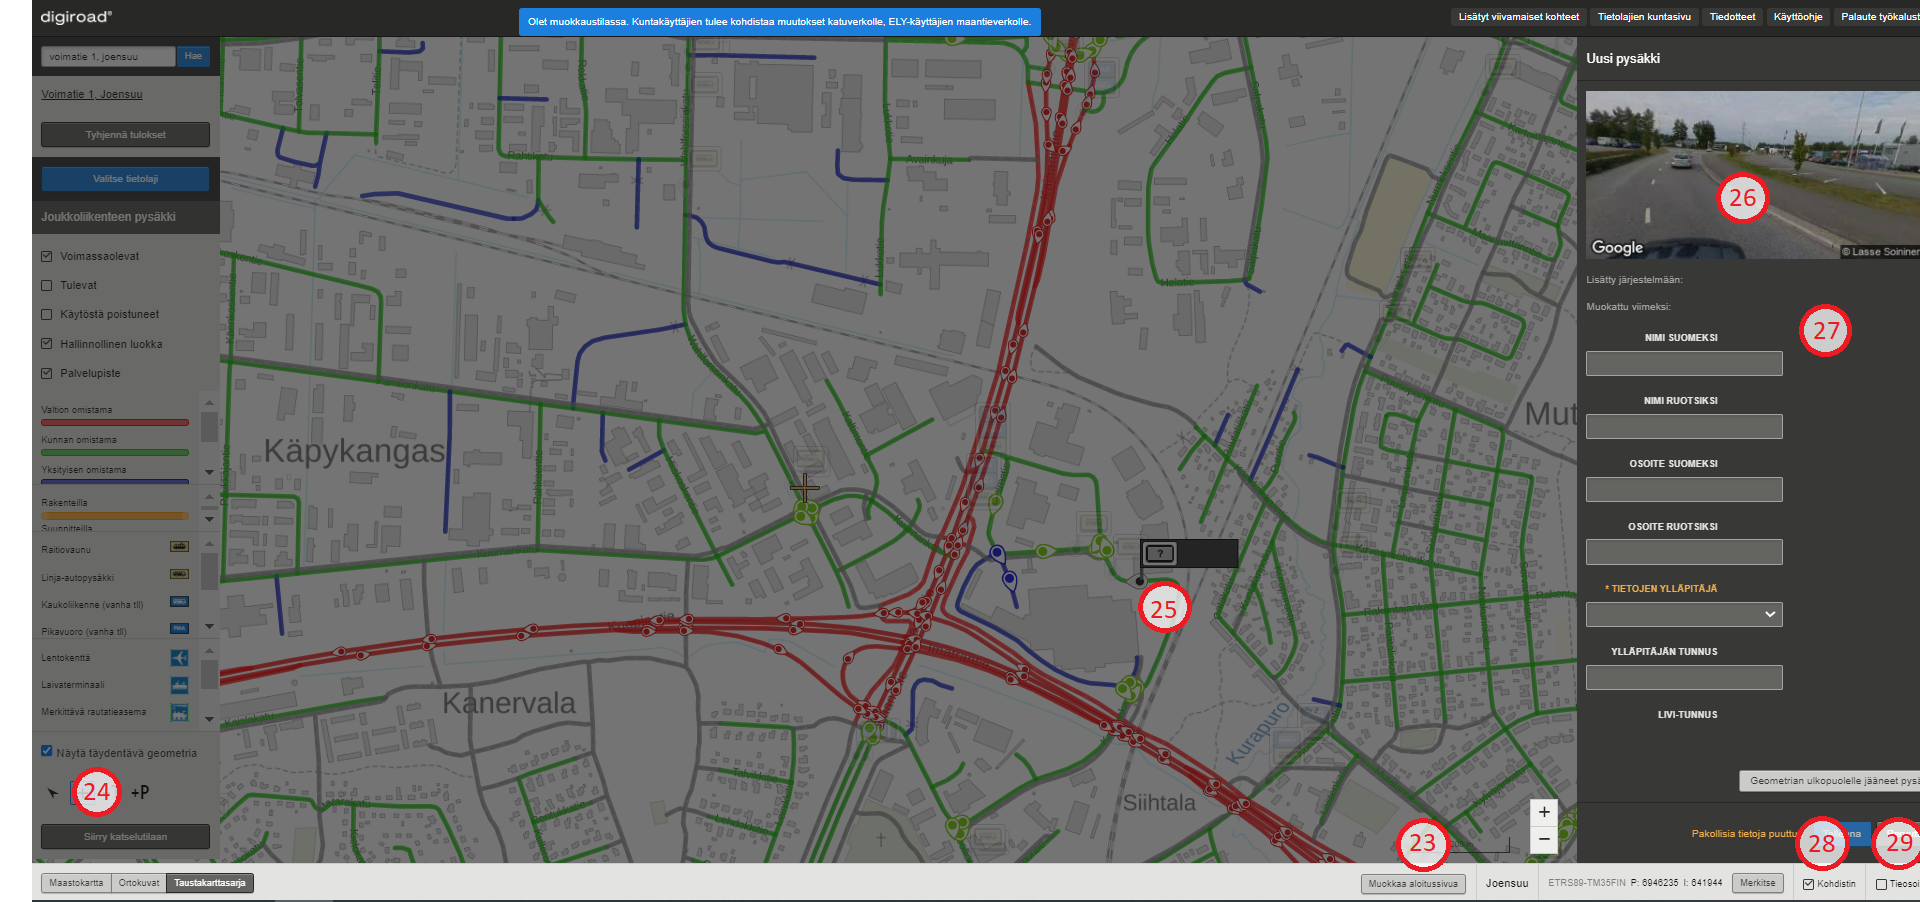 digiroad
Olet muokkaustilassa. Kuntakäyttäjien tulee kohdistaa muutokset katuverkolle, ELY-käyttäjien maantieverkolle.
Lisätyt viivamaiset kohteet
Tietolajien kuntasivu
Tiedotteet
Käyttöohje
Palaute työkalust
voimatie 1, joensuu
Hae
Voimatie 1, Joensuu
Tyhjennä tulokset
Valitse tietolaji
Joukkoliikenteen pysäkki
Voimassaolevat
Tulevat
Käytöstä poistuneet
Hallinnollinen luokka
Palvelupiste
Valtion omistama
Kunnan omistama
Yksityisen omistama
Rakenteilla
Suunnitteilla
Raitiovaunu
Linja-autopysäkki
Kaukoliikenne (vanha tll)
Pikavuoro (vanha tll)
Lentokenttä
Laivaterminaali
Merkittävä rautatieasema
Näytä täydentävä geometria
24
+P
Siirry katselutilaan
Käpykangas
Kanervala
Siihtala
Kurapuro
Mut
Avainkuja
?
25
23
+
−
Uusi pysäkki
26
Google
© Lasse Soininen
Lisätty järjestelmään:
Muokattu viimeksi:
27
NIMI SUOMEKSI
NIMI RUOTSIKSI
OSOITE SUOMEKSI
OSOITE RUOTSIKSI
* TIETOJEN YLLÄPITÄJÄ
YLLÄPITÄJÄN TUNNUS
LIVI-TUNNUS
Geometrian ulkopuolelle jääneet pysä
Pakollisia tietoja puuttu
28
29
Maastokartta
Ortokuvat
Taustakarttasarja
Muokkaa aloitussivua
Joensuu
ETRS89-TM35FIN P: 6946235 I: 641944
Merkitse
Kohdistin
Tieosoi